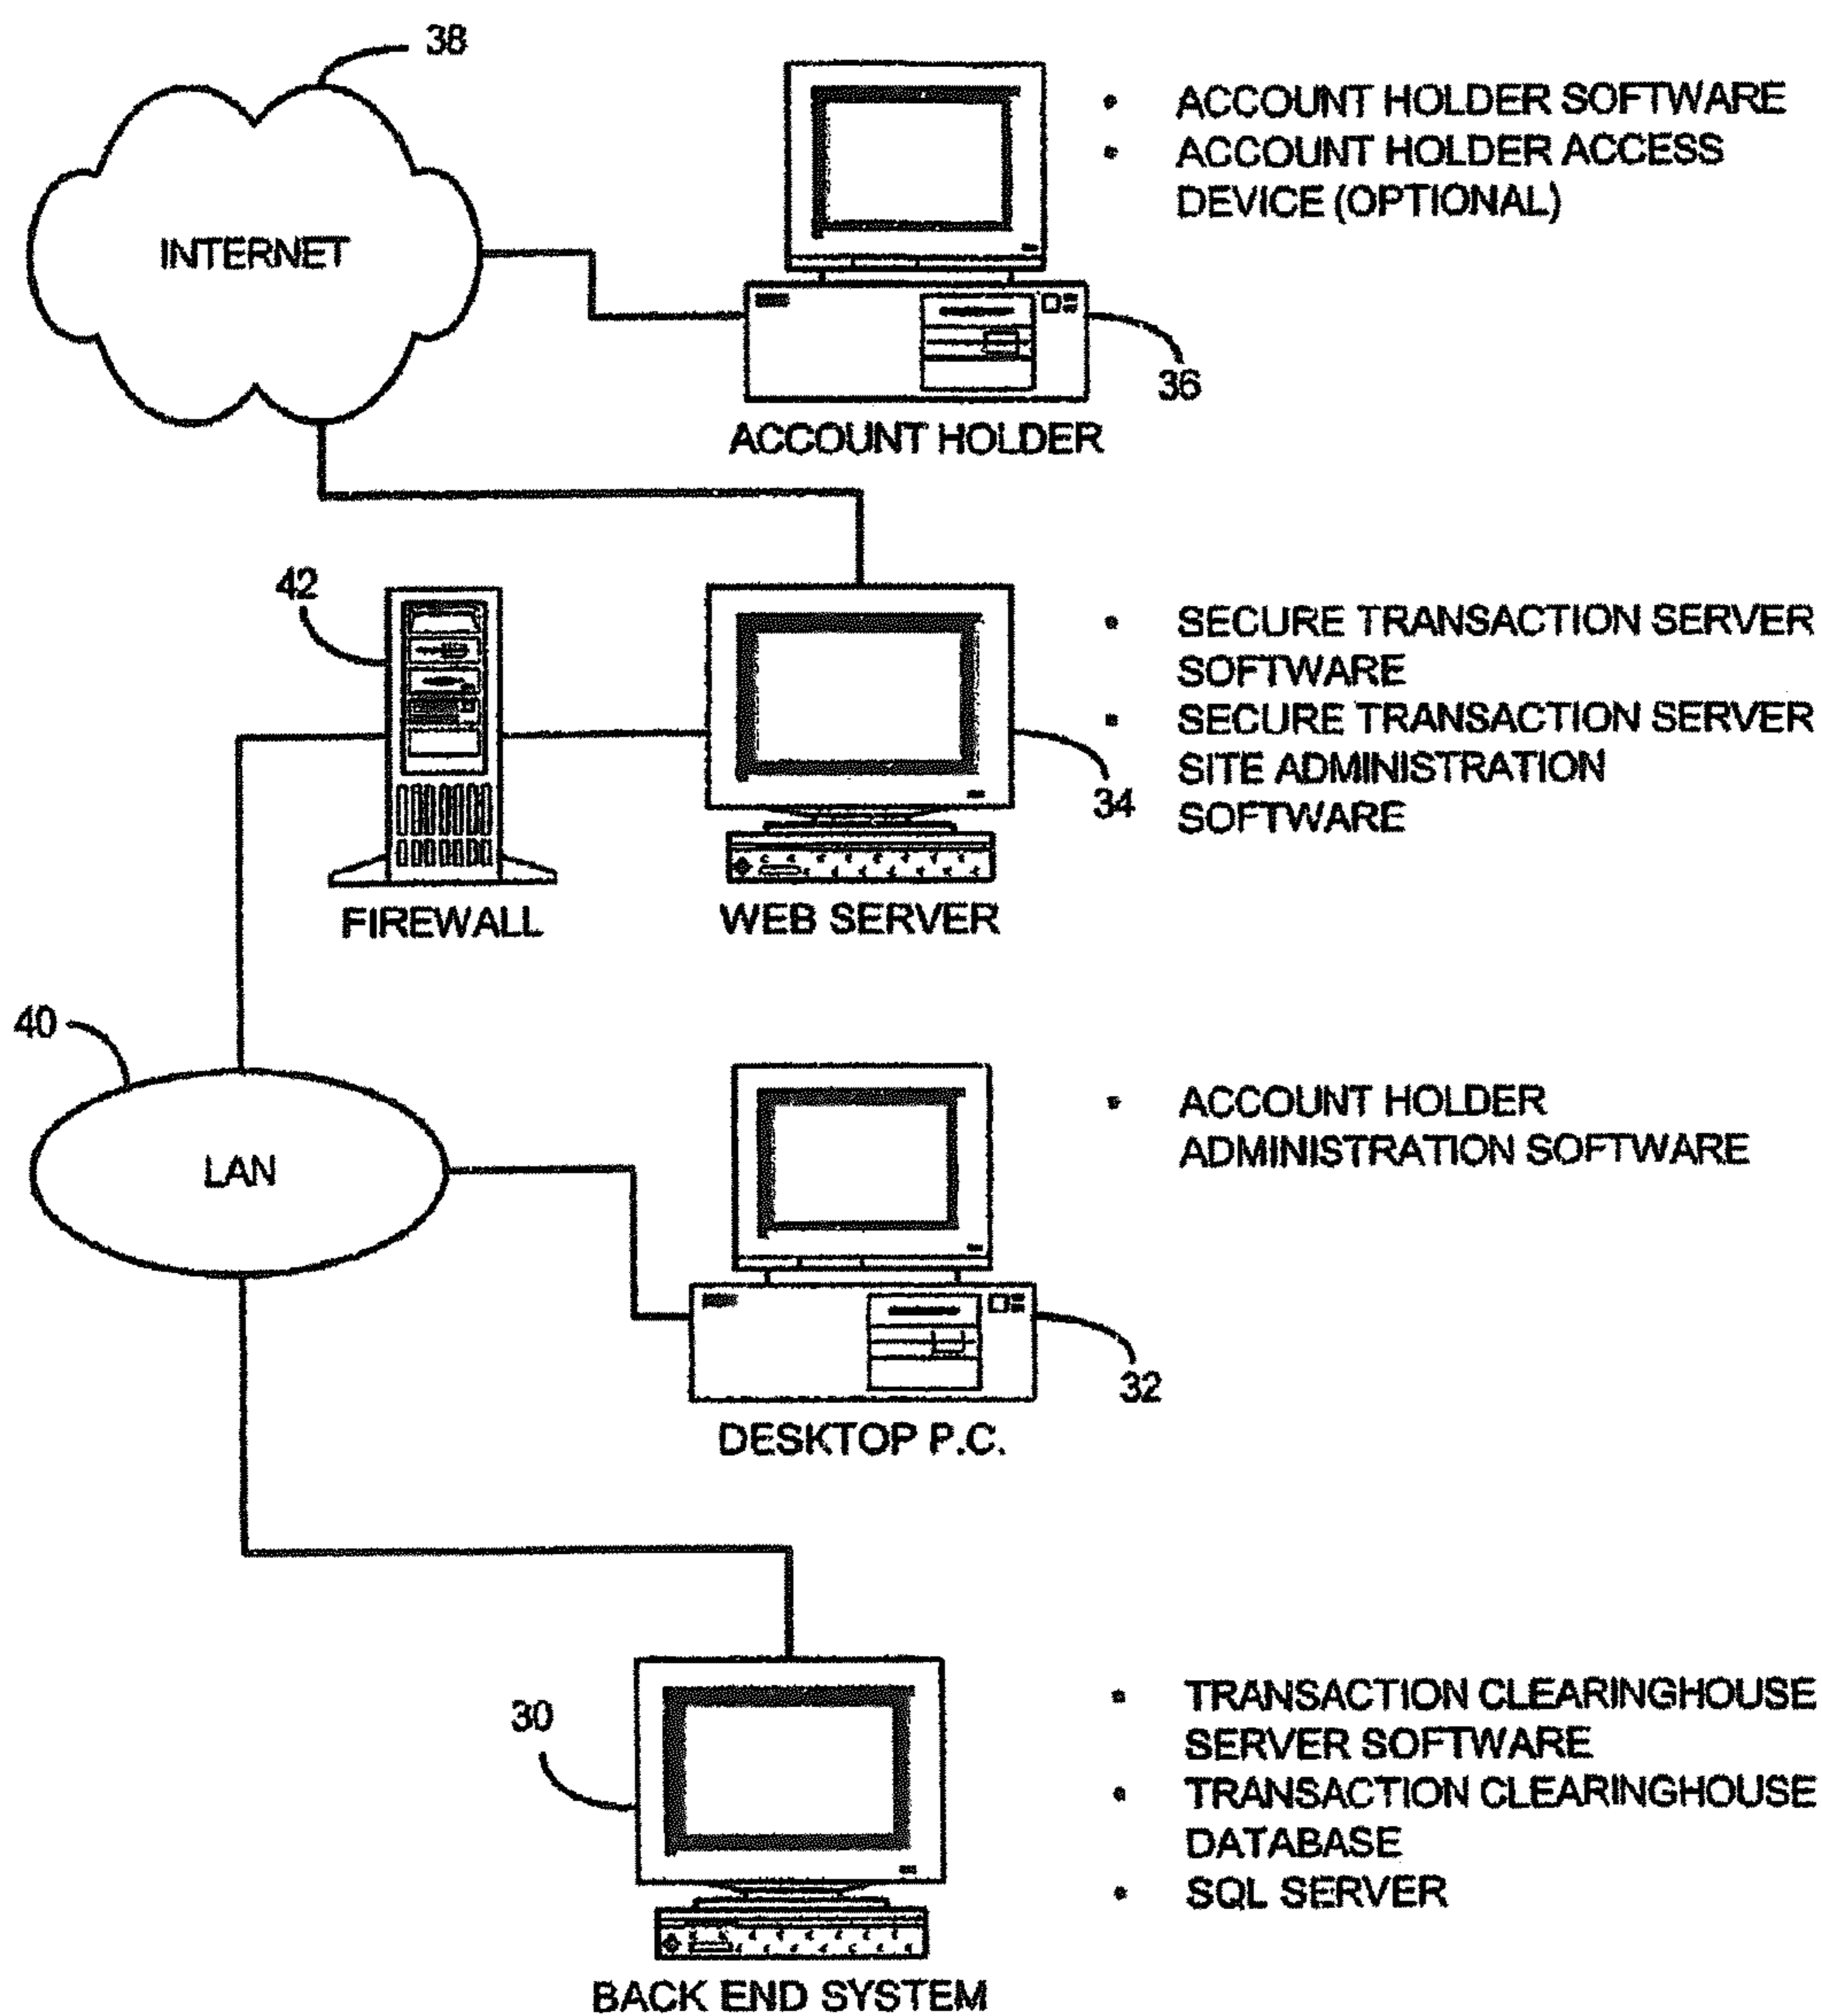 38
• ACCOUNT HOLDER SOFTWARE
• ACCOUNT HOLDER ACCESS
DEVICE (OPTIONAL)
INTERNET
36
ACCOUNT HOLDER
42
• SECURE TRANSACTION SERVER
SOFTWARE
• SECURE TRANSACTION SERVER
SITE ADMINISTRATION
SOFTWARE
34
FIREWALL
WEB SERVER
40
• ACCOUNT HOLDER
ADMINISTRATION SOFTWARE
LAN
32
DESKTOP P.C.
30
• TRANSACTION CLEARINGHOUSE
SERVER SOFTWARE
• TRANSACTION CLEARINGHOUSE
DATABASE
• SQL SERVER
BACK END SYSTEM